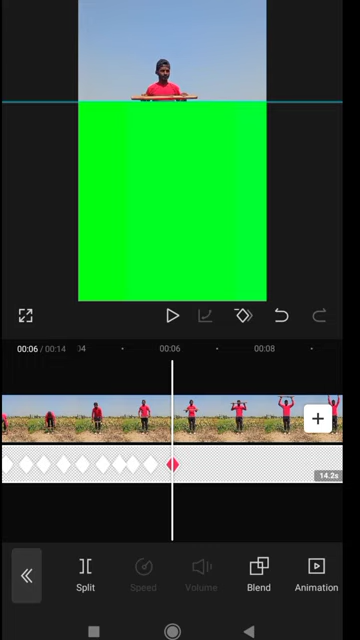 00:06 / 00:14
04
00:06
00:08
14.2s
Split
Speed
Volume
Blend
Animation